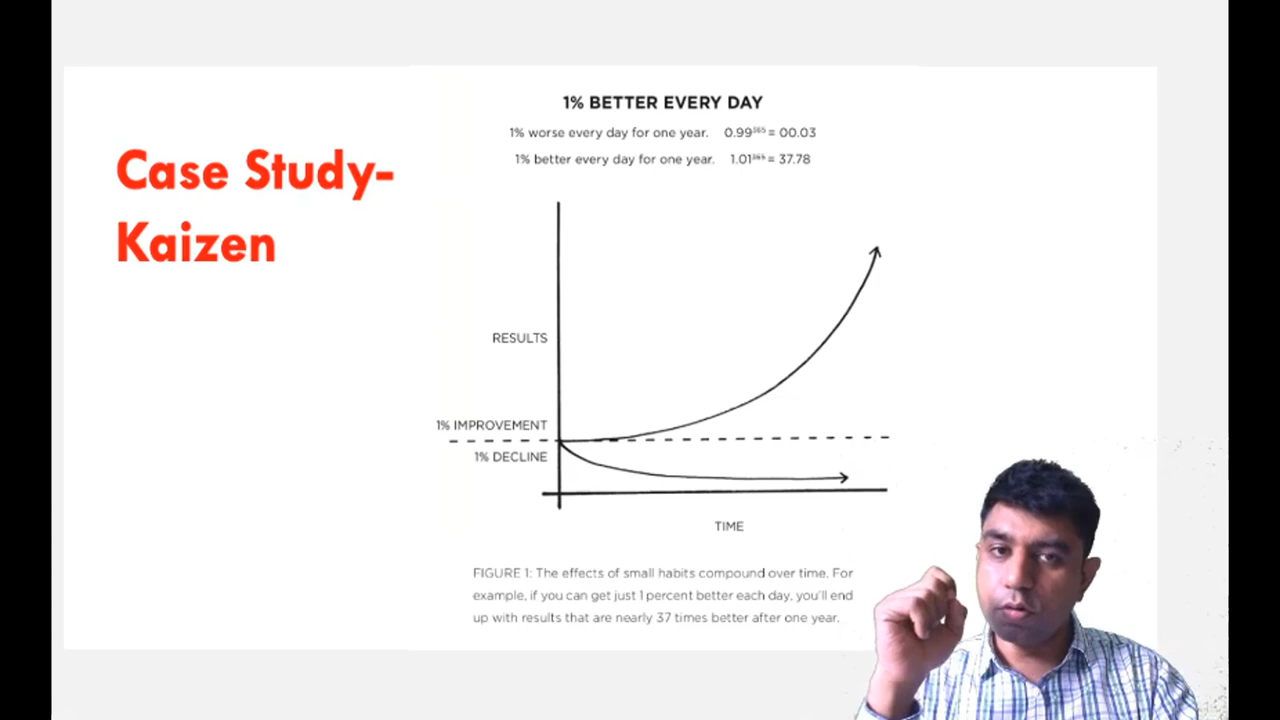 Case Study-
Kaizen
1% BETTER EVERY DAY
1% worse every day for one year. 0.99³⁶⁵ = 00.03
1% better every day for one year. 1.01³⁶⁵ = 37.78
RESULTS
1% IMPROVEMENT
1% DECLINE
TIME
FIGURE 1: The effects of small habits compound over time. For
example, if you can get just 1 percent better each day, you'll end
up with results that are nearly 37 times better after one year.